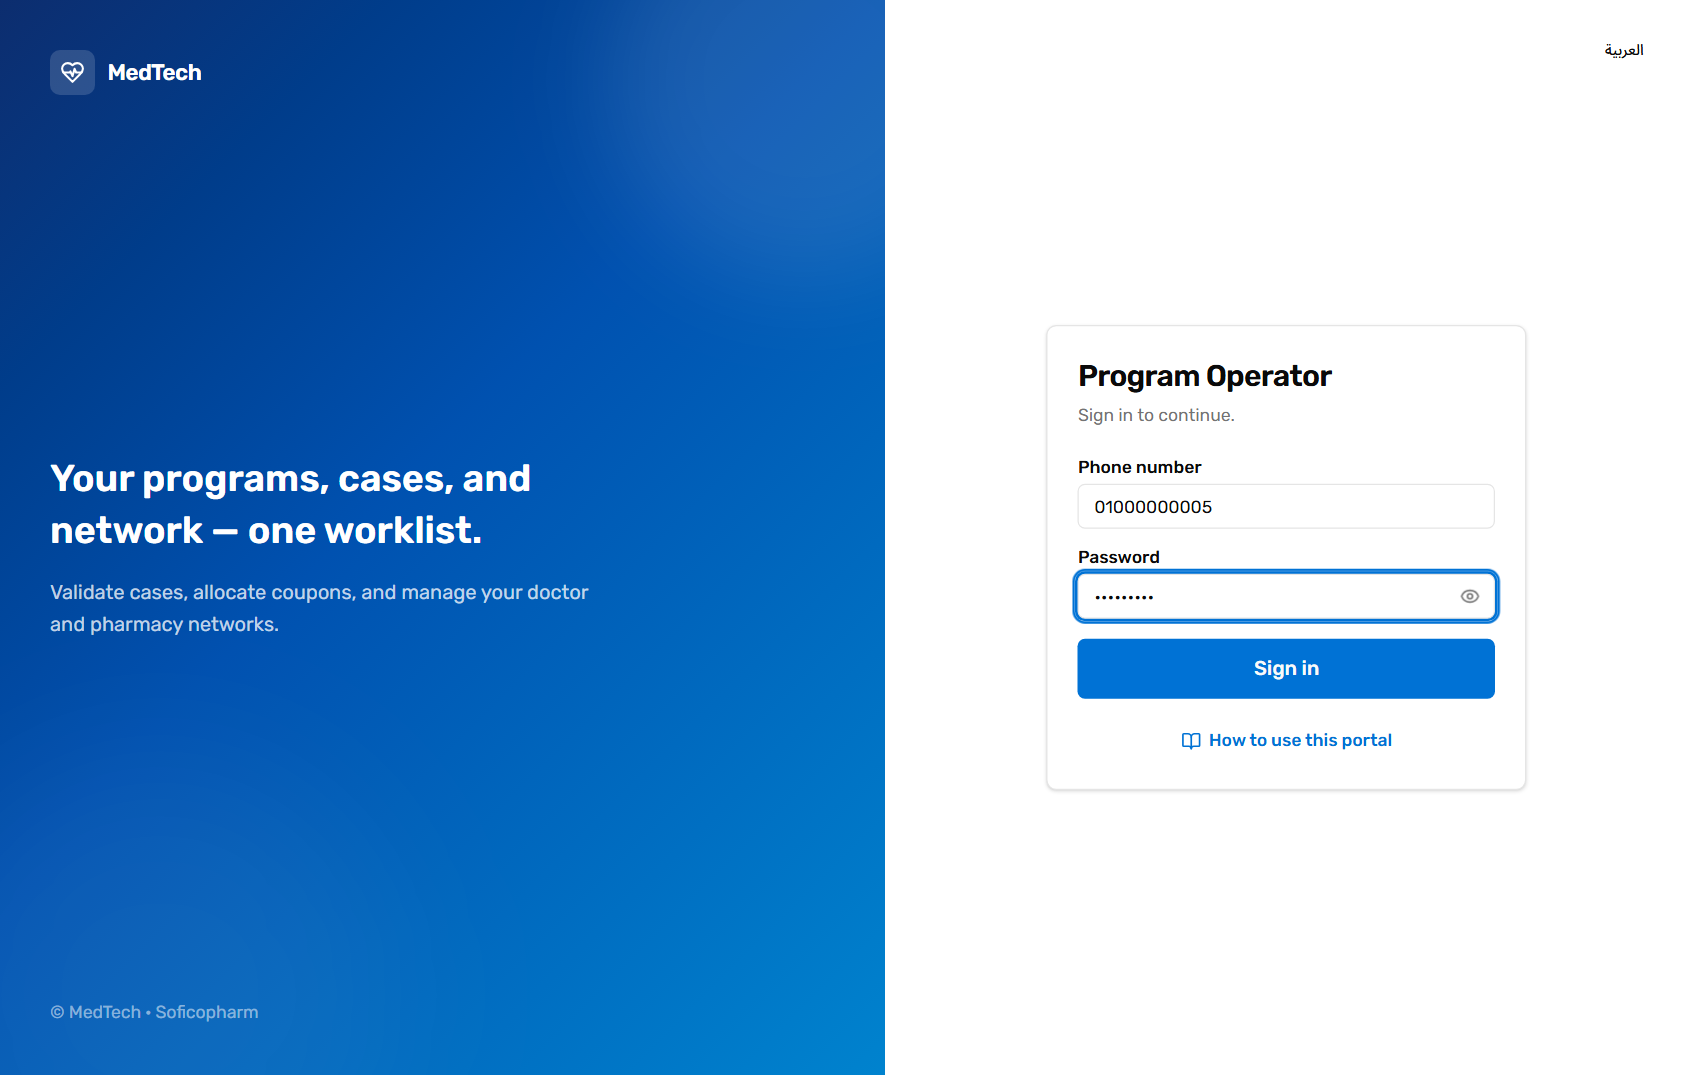 MedTech
Your programs, cases, and
network — one worklist.
Validate cases, allocate coupons, and manage your doctor
and pharmacy networks.
© MedTech • Soficopharm
العربية
Program Operator
Sign in to continue.
Phone number
01000000005
Password
•••••••••
Sign in
How to use this portal